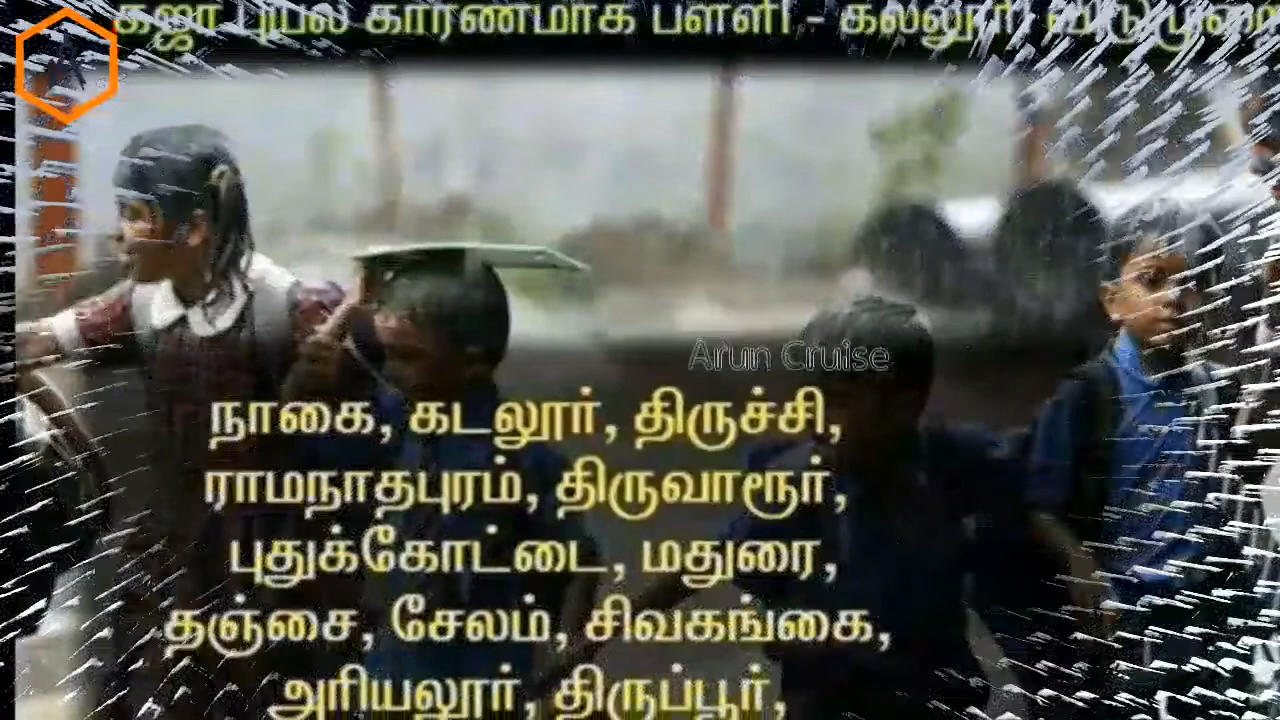 கஜா புயல் காரணமாக பள்ளி - கல்லூரி விடுமுறை
Arun Cruise
நாகை, கடலூர், திருச்சி,
ராமநாதபுரம், திருவாரூர்,
புதுக்கோட்டை, மதுரை,
தஞ்சை, சேலம், சிவகங்கை,
அரியலூர், திருப்பூர்,